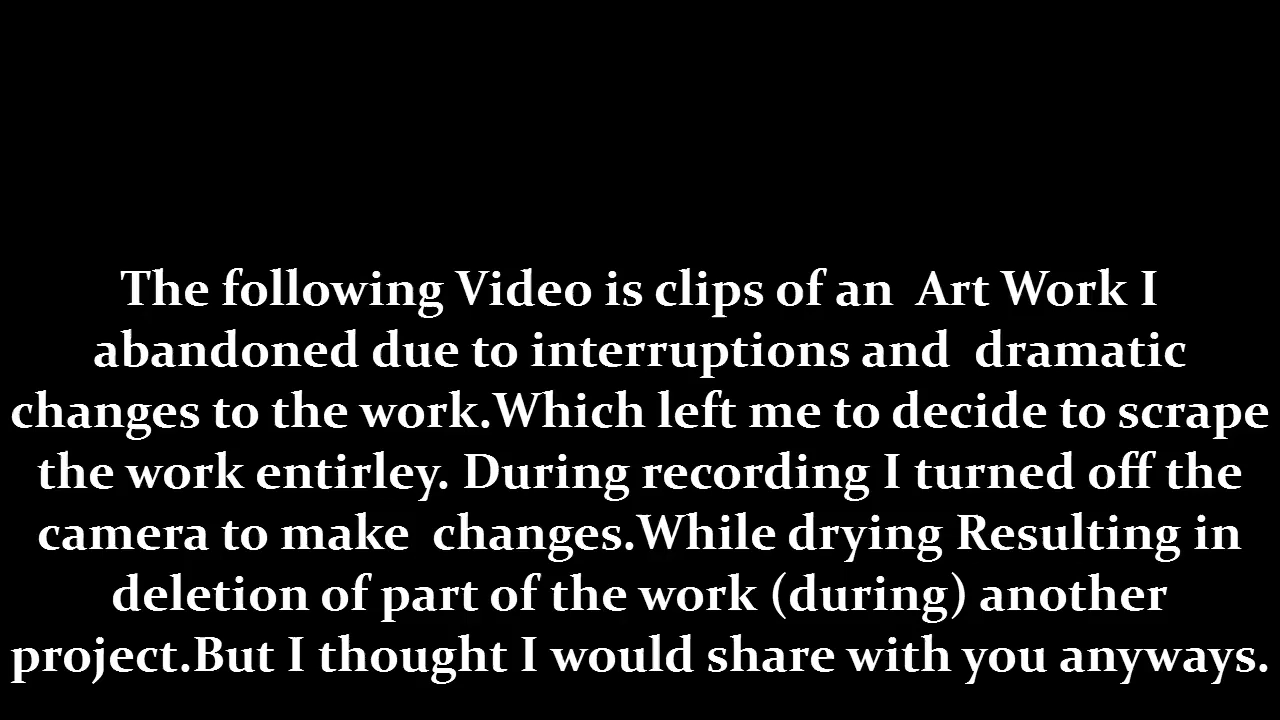 The following Video is clips of an  Art Work I
abandoned due to interruptions and  dramatic
changes to the work.Which left me to decide to scrape
the work entirley. During recording I turned off the
camera to make  changes.While drying Resulting in
deletion of part of the work (during) another
project.But I thought I would share with you anyways.